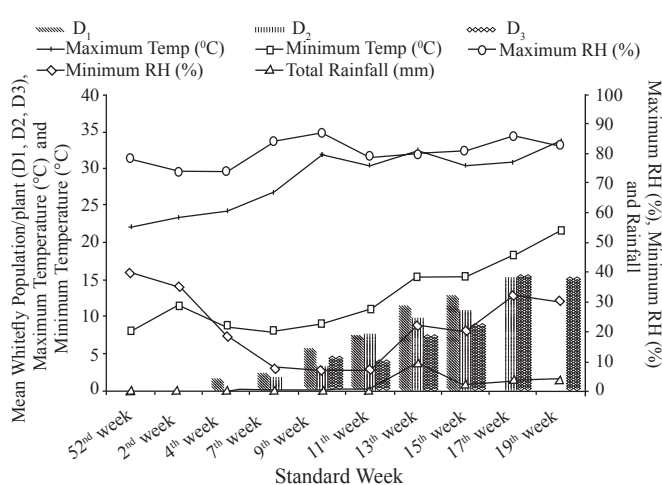 D₁ D₂ D₃
Maximum Temp (⁰C) Minimum Temp (⁰C) Maximum RH (%)
Minimum RH (%) Total Rainfall (mm)
Mean Whitefly Population/plant (D1, D2, D3),
Maximum Temperature (°C) and
Minimum Temperature (°C)
40
35
30
25
20
15
10
5
0
100
90
80
70
60
50
40
30
20
10
0
Maximum RH (%), Minimum RH (%)
and Rainfall
52ⁿᵈ week
2ⁿᵈ week
4ᵗʰ week
7ᵗʰ week
9ᵗʰ week
11ᵗʰ week
13ᵗʰ week
15ᵗʰ week
17ᵗʰ week
19ᵗʰ week
Standard Week